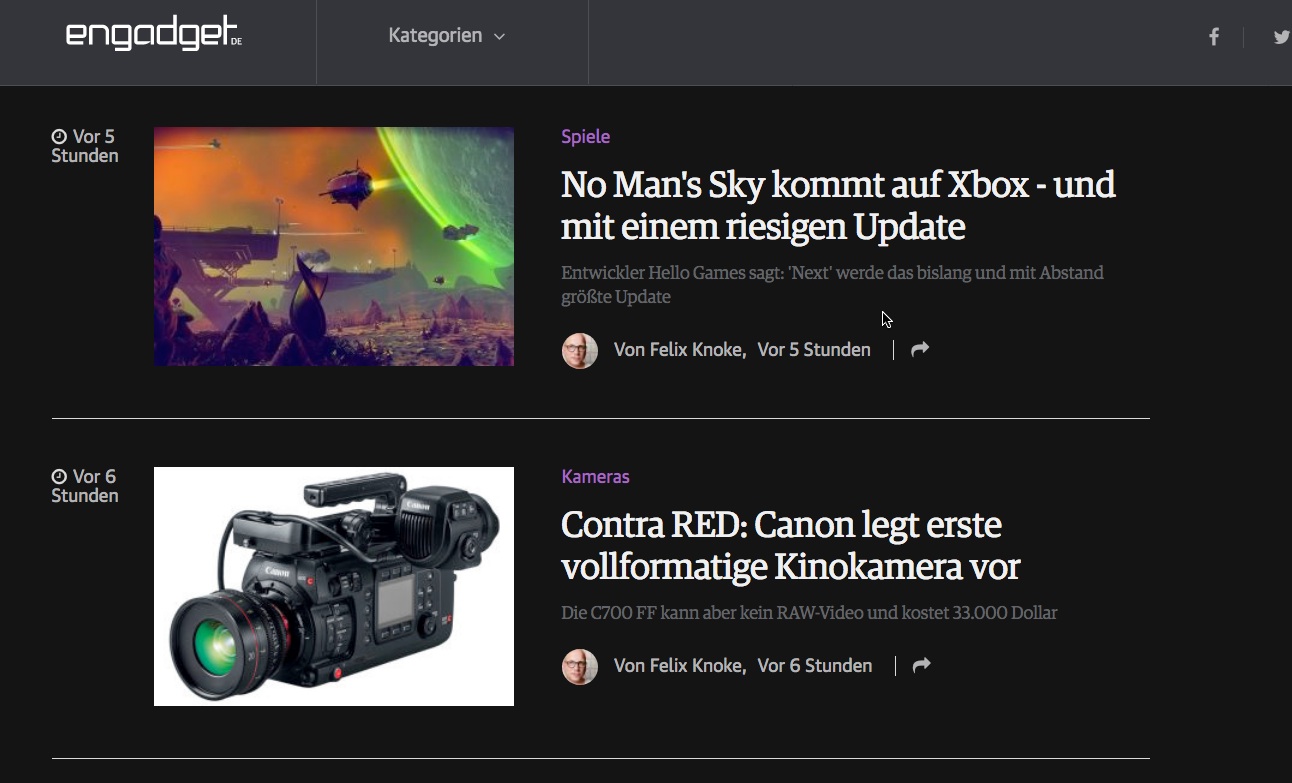 engadget DE
Kategorien
Vor 5
Stunden
Spiele
No Man's Sky kommt auf Xbox - und
mit einem riesigen Update
Entwickler Hello Games sagt: 'Next' werde das bislang und mit Abstand
größte Update
Von Felix Knoke, Vor 5 Stunden
Vor 6
Stunden
Canon
Canon
Kameras
Contra RED: Canon legt erste
vollformatige Kinokamera vor
Die C700 FF kann aber kein RAW-Video und kostet 33.000 Dollar
Von Felix Knoke, Vor 6 Stunden